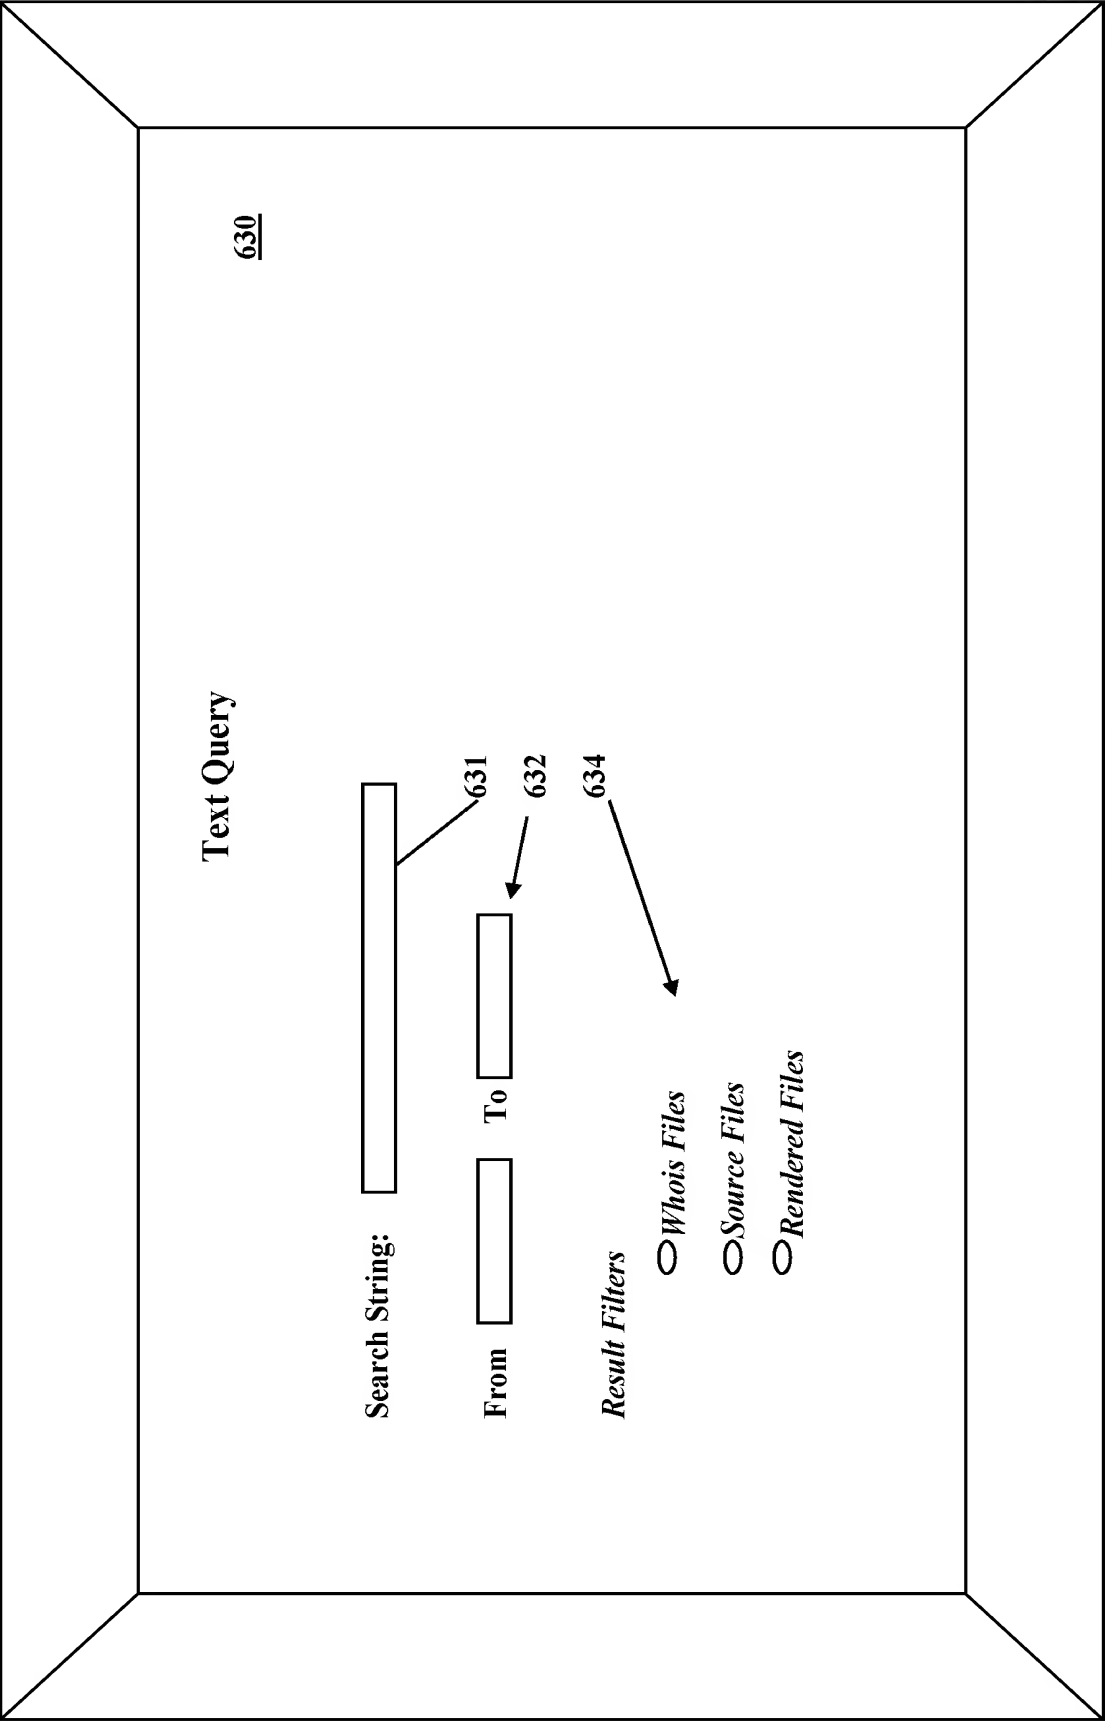 Text Query
630
Search String:
631
From To
632
634
Result Filters
Whois Files
Source Files
Rendered Files